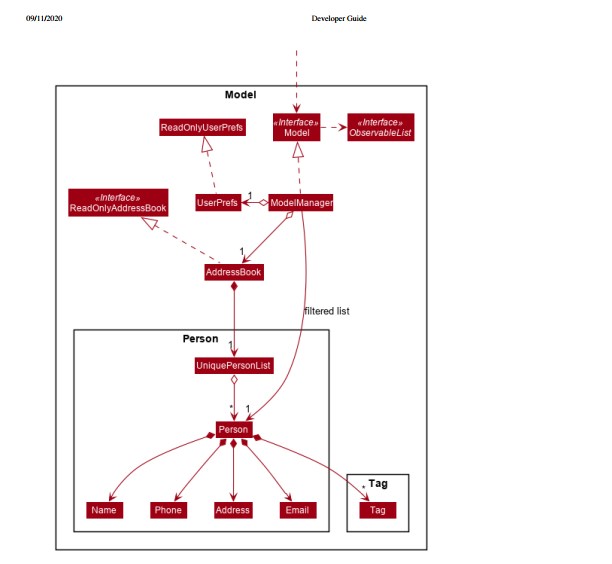 09/11/2020
Developer Guide
Model
ReadOnlyUserPrefs
«Interface»
Model
«Interface»
ObservableList
«Interface»
ReadOnlyAddressBook
UserPrefs
1
ModelManager
1
AddressBook
filtered list
Person
1
UniquePersonList
*
1
Person
Tag
*
Name
Phone
Address
Email
Tag